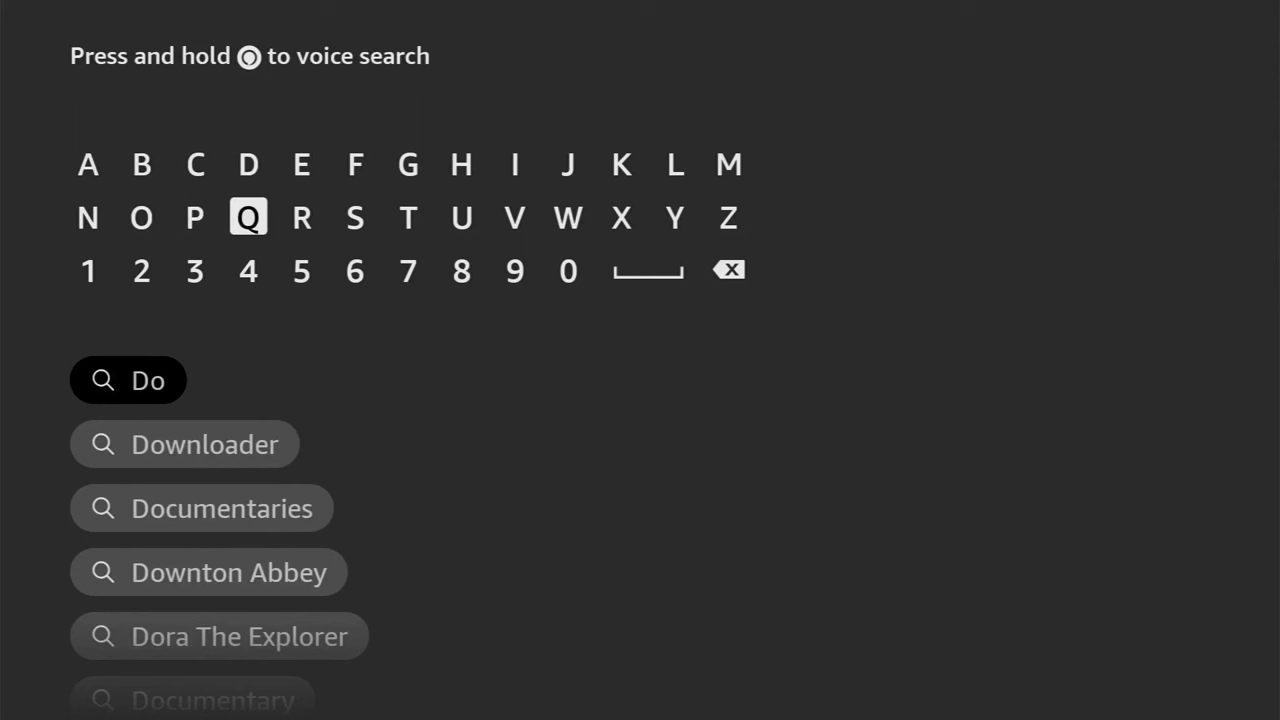 Press and hold to voice search
A B C D E F G H I J K L M
N O P Q R S T U V W X Y Z
1 2 3 4 5 6 7 8 9 0
Do
Downloader
Documentaries
Downton Abbey
Dora The Explorer
Documentary